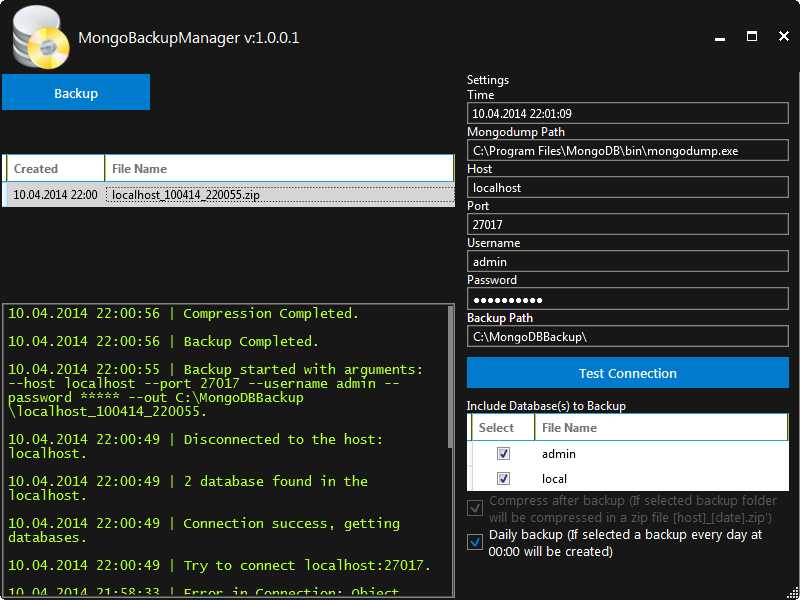 MongoBackupManager v:1.0.0.1
Backup
Created File Name
10.04.2014 22:00 localhost_100414_220055.zip
10.04.2014 22:00:56 | Compression Completed.
10.04.2014 22:00:56 | Backup Completed.
10.04.2014 22:00:55 | Backup started with arguments:
--host localhost --port 27017 --username admin --
password ***** --out C:\MongoDBBackup
\localhost_100414_220055.
10.04.2014 22:00:49 | Disconnected to the host:
localhost.
10.04.2014 22:00:49 | 2 database found in the
localhost.
10.04.2014 22:00:49 | Connection success, getting
databases.
10.04.2014 22:00:49 | Try to connect localhost:27017.
10.04.2014 21:58:33 | Error in Connection: Object
Settings
Time
10.04.2014 22:01:09
Mongodump Path
C:\Program Files\MongoDB\bin\mongodump.exe
Host
localhost
Port
27017
Username
admin
Password
●●●●●●●●●●
Backup Path
C:\MongoDBBackup\
Test Connection
Include Database(s) to Backup
Select File Name
admin
local
Compress after backup (If selected backup folder
will be compressed in a zip file [host]_[date].zip')
Daily backup (If selected a backup every day at
00:00 will be created)